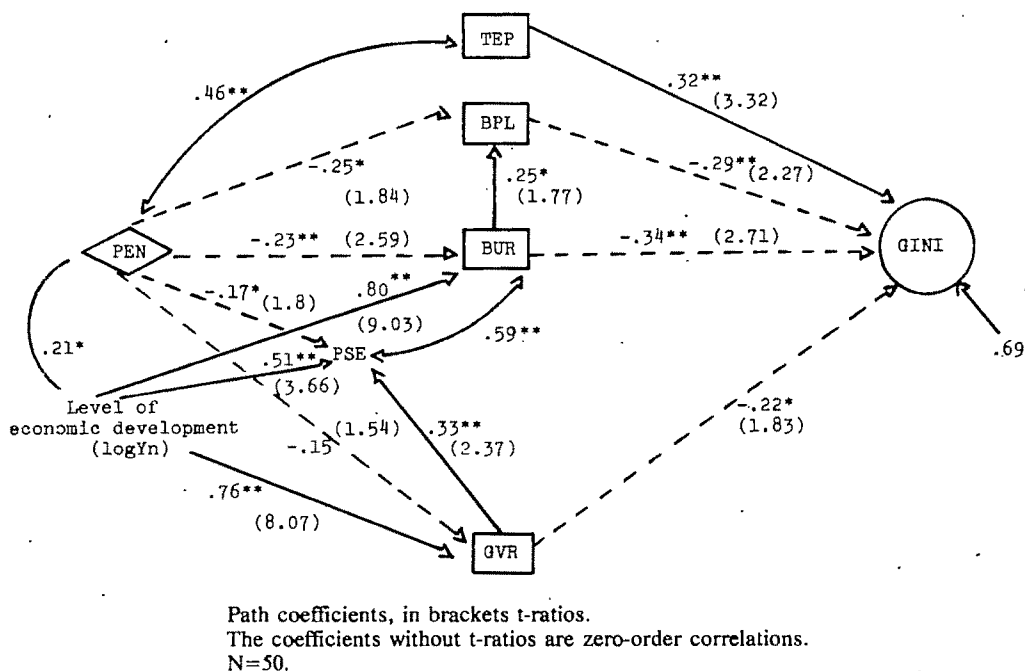 TEP
.46**
.32**
(3.32)
BPL
-.25*
(1.84)
.25*
(1.77)
-.29**
(2.27)
PEN
-.23** (2.59)
BUR
-.34** (2.71)
GINI
-.17*
(1.8)
.80**
(9.03)
.59**
.21*
PSE
.51**
(3.66)
.69
Level of
economic development
(logYn)
-.15
(1.54)
.33**
(2.37)
-.22*
(1.83)
.76**
(8.07)
GVR
Path coefficients, in brackets t-ratios.
The coefficients without t-ratios are zero-order correlations.
N=50.